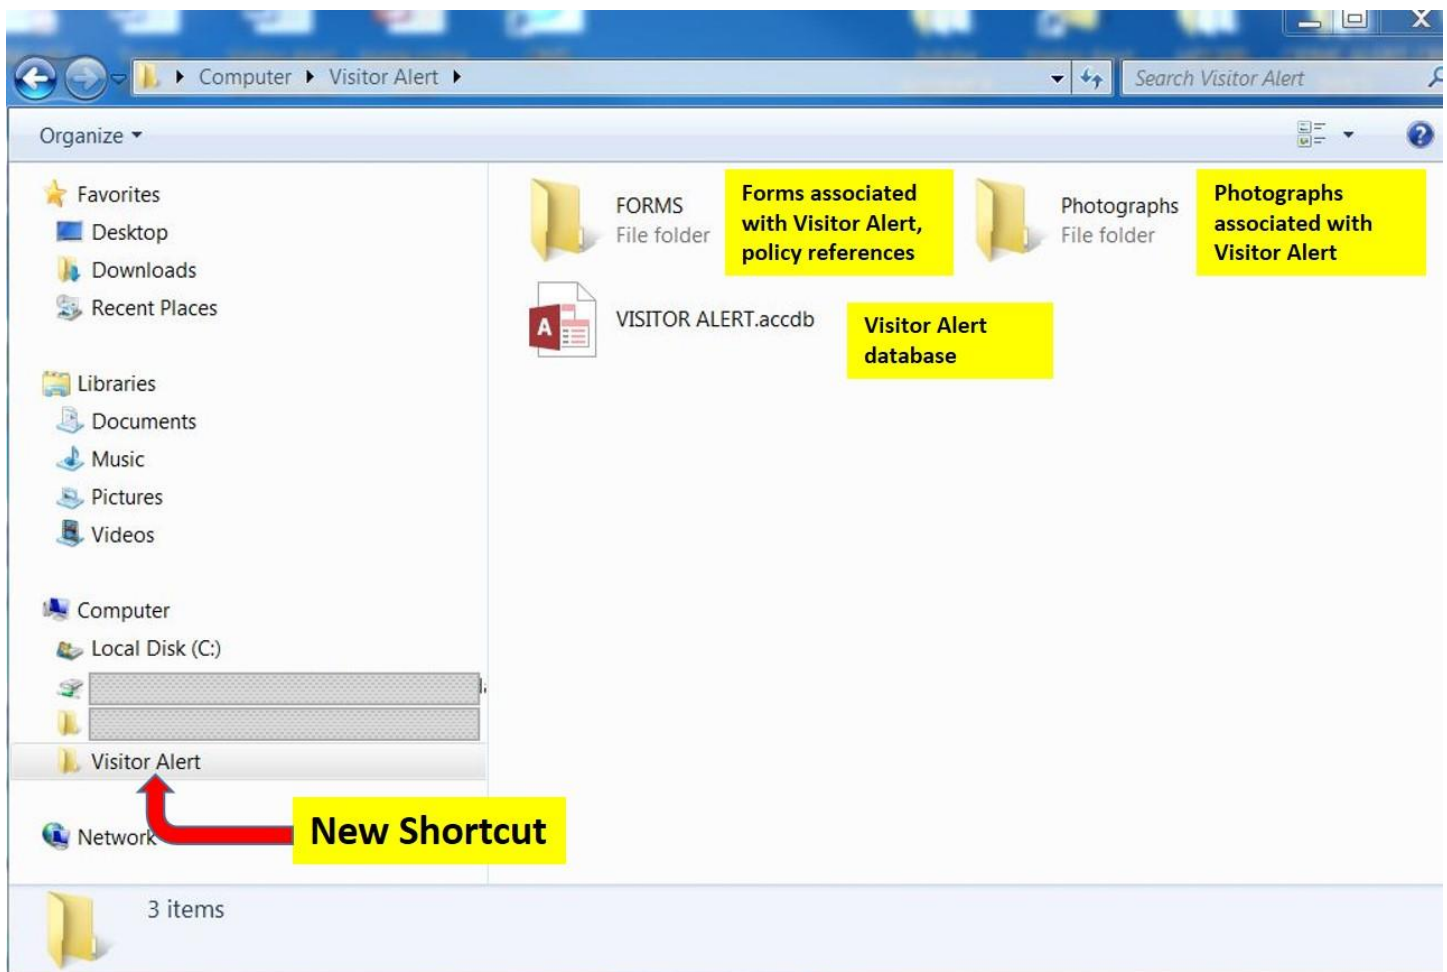 Computer ▸ Visitor Alert ▸
Search Visitor Alert
Organize
Favorites
Desktop
Downloads
Recent Places
Libraries
Documents
Music
Pictures
Videos
Computer
Local Disk (C:)
Visitor Alert
Network
FORMS
File folder
Forms associated
with Visitor Alert,
policy references
Photographs
File folder
Photographs
associated with
Visitor Alert
A
VISITOR ALERT.accdb
Visitor Alert
database
New Shortcut
3 items